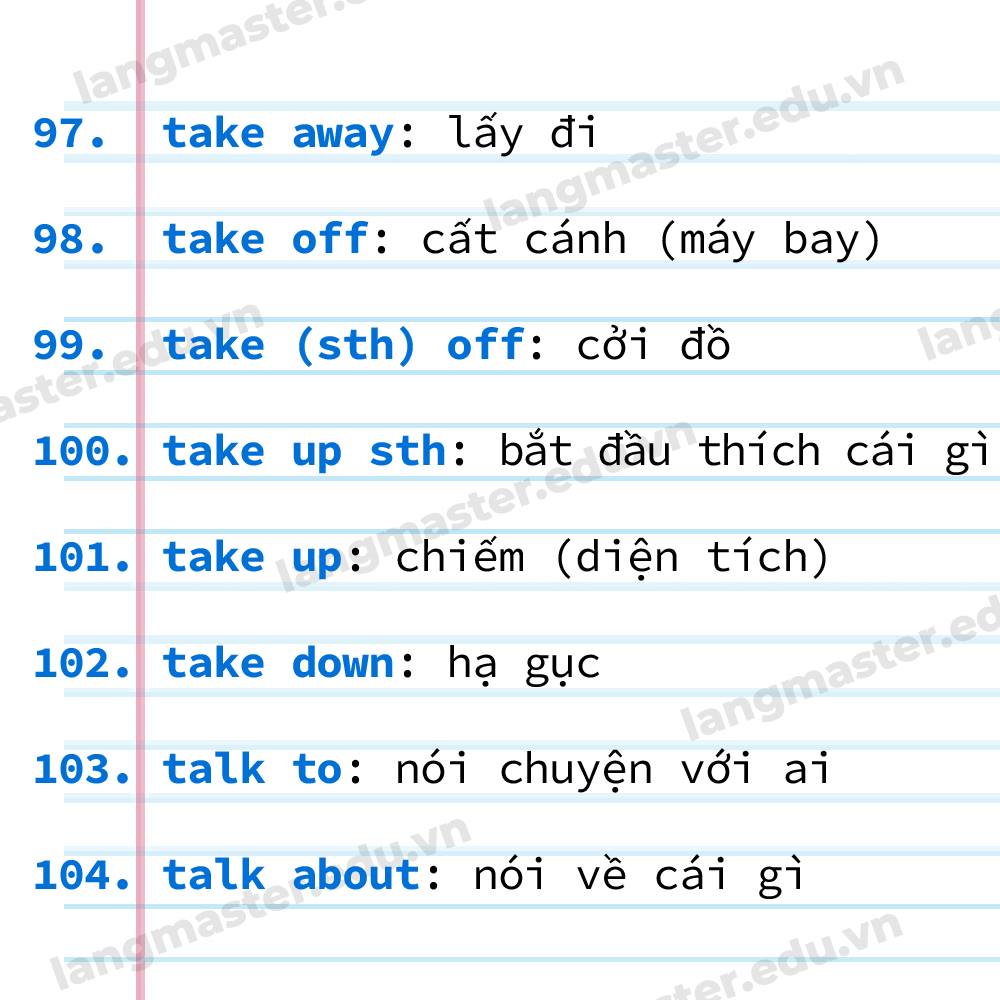 97. take away: lấy đi
98. take off: cất cánh (máy bay)
99. take (sth) off: cởi đồ
100. take up sth: bắt đầu thích cái gì
101. take up: chiếm (diện tích)
102. take down: hạ gục
103. talk to: nói chuyện với ai
104. talk about: nói về cái gì
langmaster.edu.vn